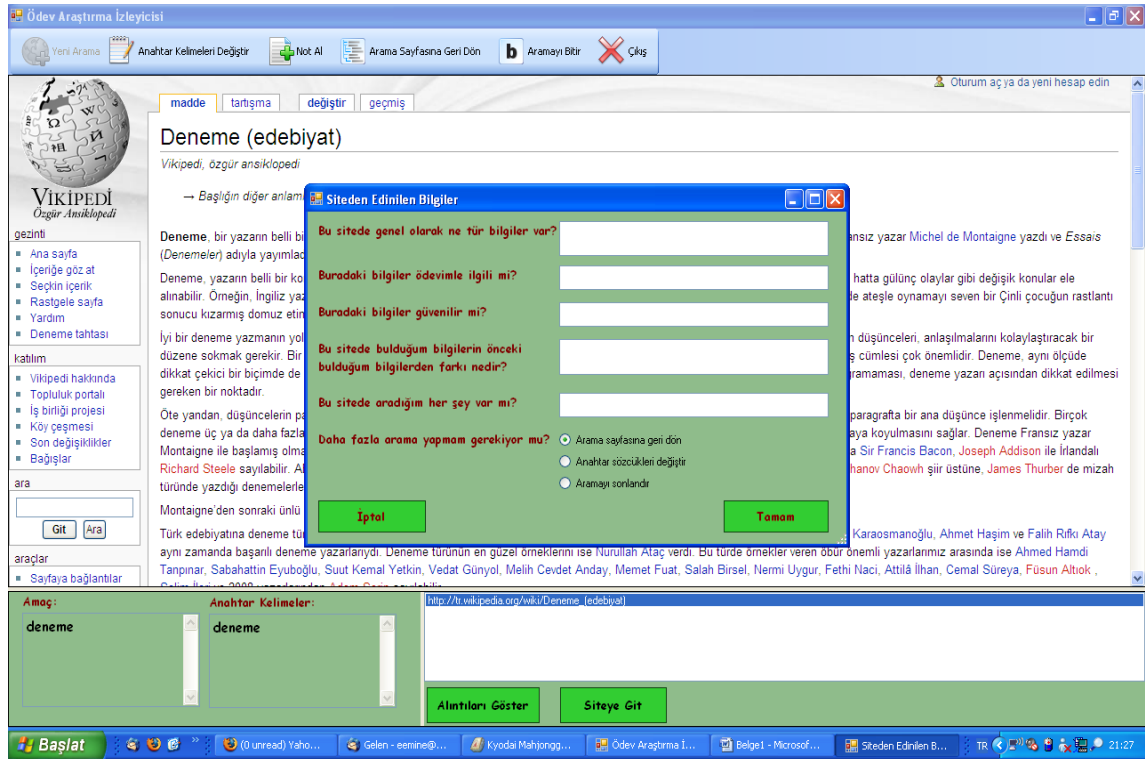 Ödev Araştırma İzleyicisi
Yeni Arama Anahtar Kelimeleri Değiştir Not Al Arama Sayfasına Geri Dön b Aramayı Bitir Çıkış
Oturum aç ya da yeni hesap edin
madde tartışma değiştir geçmiş
Deneme (edebiyat)
Vikipedi, özgür ansiklopedi
→ Başlığın diğer anlamı
VİKİPEDİ
Özgür Ansiklopedi
gezinti
Ana sayfa
İçeriğe göz at
Seçkin içerik
Rastgele sayfa
Yardım
Deneme tahtası
katılım
Vikipedi hakkında
Topluluk portalı
İş birliği projesi
Köy çeşmesi
Son değişiklikler
Bağışlar
ara
Git Ara
araçlar
Sayfaya bağlantılar
Deneme, bir yazarın belli bi ansız yazar Michel de Montaigne yazdı ve Essais
(Denemeler) adıyla yayımlad
Deneme, yazarın belli bir ko hatta gülünç olaylar gibi değişik konular ele
alınabilir. Örneğin, İngiliz yaz de ateşle oynamayı seven bir Çinli çocuğun rastlantı
sonucu kızarmış domuz etin
İyi bir deneme yazmanın yol n düşünceleri, anlaşılmalarını kolaylaştıracak bir
düzene sokmak gerekir. Bir ş cümlesi çok önemlidir. Deneme, aynı ölçüde
dikkat çekici bir biçimde de ramaması, deneme yazarı açısından dikkat edilmesi
gereken bir noktadır.
Öte yandan, düşüncelerin pa paragrafta bir ana düşünce işlenmelidir. Birçok
deneme üç ya da daha fazla aya koyulmasını sağlar. Deneme Fransız yazar
Montaigne ile başlamış olma a Sir Francis Bacon, Joseph Addison ile İrlandalı
Richard Steele sayılabilir. Al hanov Chaowh şiir üstüne, James Thurber de mizah
türünde yazdığı denemelerle
Montaigne'den sonraki ünlü
Türk edebiyatına deneme tü Karaosmanoğlu, Ahmet Haşim ve Falih Rıfkı Atay
aynı zamanda başarılı deneme yazarlarıydı. Deneme türünün en güzel örneklerini ise Nurullah Ataç verdi. Bu türde örnekler veren öbür önemli yazarlarımız arasında ise Ahmed Hamdi
Tanpınar, Sabahattin Eyuboğlu, Suut Kemal Yetkin, Vedat Günyol, Melih Cevdet Anday, Memet Fuat, Salah Birsel, Nermi Uygur, Fethi Naci, Attilâ İlhan, Cemal Süreya, Füsun Altıok ,
Siteden Edinilen Bilgiler
Bu sitede genel olarak ne tür bilgiler var?
Buradaki bilgiler ödevimle ilgili mi?
Buradaki bilgiler güvenilir mi?
Bu sitede bulduğum bilgilerin önceki
bulduğum bilgilerden farkı nedir?
Bu sitede aradığım her şey var mı?
Daha fazla arama yapmam gerekiyor mu? Arama sayfasına geri dön
Anahtar sözcükleri değiştir
Aramayı sonlandır
İptal Tamam
Amaç: Anahtar Kelimeler:
deneme deneme
http://tr.wikipedia.org/wiki/Deneme_(edebiyat)
Alıntıları Göster Siteye Git
Başlat (0 unread) Yaho... Gelen - eemine@... Kyodai Mahjongg... Ödev Araştırma İ... Belge1 - Microsof... Siteden Edinilen B... TR 21:27